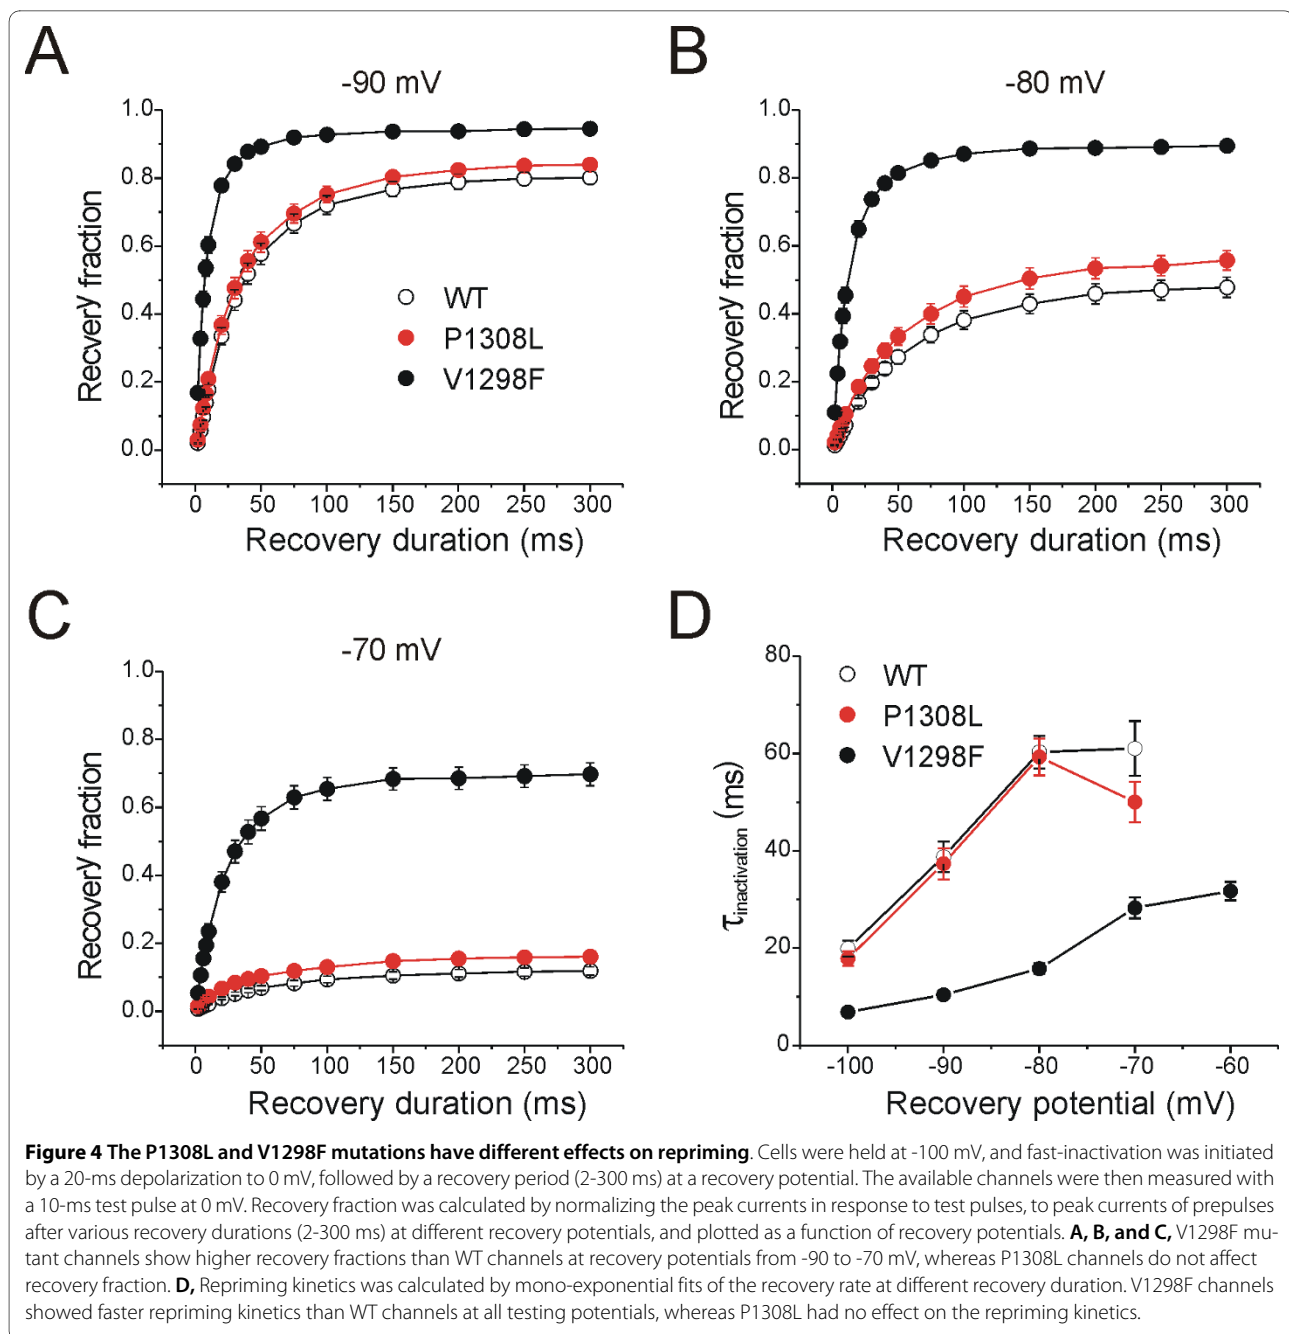 A
-90 mV
1.0
0.8
0.6
0.4
0.2
0.0
Recvery fraction
WT
P1308L
V1298F
0 50 100 150 200 250 300
Recovery duration (ms)
B
-80 mV
1.0
0.8
0.6
0.4
0.2
0.0
Recovery fraction
0 50 100 150 200 250 300
Recovery duration (ms)
C
-70 mV
1.0
0.8
0.6
0.4
0.2
0.0
Recovery fraction
0 50 100 150 200 250 300
Recovery duration (ms)
D
80
60
40
20
0
τinactivation (ms)
WT
P1308L
V1298F
-100 -90 -80 -70 -60
Recovery potential (mV)
Figure 4 The P1308L and V1298F mutations have different effects on repriming. Cells were held at -100 mV, and fast-inactivation was initiated
by a 20-ms depolarization to 0 mV, followed by a recovery period (2-300 ms) at a recovery potential. The available channels were then measured with
a 10-ms test pulse at 0 mV. Recovery fraction was calculated by normalizing the peak currents in response to test pulses, to peak currents of prepulses
after various recovery durations (2-300 ms) at different recovery potentials, and plotted as a function of recovery potentials. A, B, and C, V1298F mu-
tant channels show higher recovery fractions than WT channels at recovery potentials from -90 to -70 mV, whereas P1308L channels do not affect
recovery fraction. D, Repriming kinetics was calculated by mono-exponential fits of the recovery rate at different recovery duration. V1298F channels
showed faster repriming kinetics than WT channels at all testing potentials, whereas P1308L had no effect on the repriming kinetics.